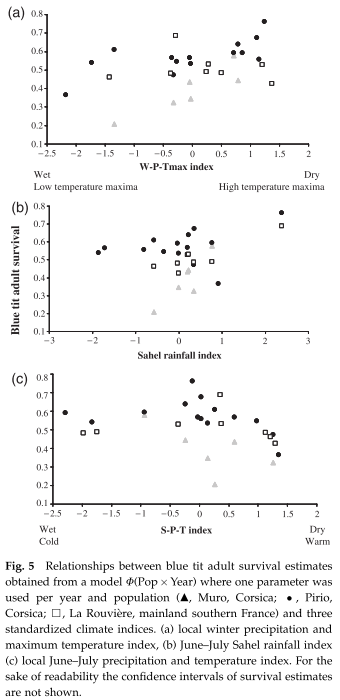 (a)
0.8
0.7
0.6
0.5
0.4
0.3
0.2
0.1
−2.5 −2 −1.5 −1 −0.5 0 0.5 1 1.5 2
W-P-Tmax index
Wet Dry
Low temperature maxima High temperature maxima
(b)
Blue tit adult survival
0.8
0.7
0.6
0.5
0.4
0.3
0.2
0.1
−3 −2 −1 0 1 2 3
Sahel rainfall index
(c)
0.8
0.7
0.6
0.5
0.4
0.3
0.2
0.1
−2.5 −2 −1.5 −1 −0.5 0 0.5 1 1.5 2
S-P-T index
Wet Dry
Cold Warm
Fig. 5 Relationships between blue tit adult survival estimates
obtained from a model Φ(Pop × Year) where one parameter was
used per year and population (▲, Muro, Corsica; ●, Pirio,
Corsica; □, La Rouvière, mainland southern France) and three
standardized climate indices. (a) local winter precipitation and
maximum temperature index, (b) June–July Sahel rainfall index
(c) local June–July precipitation and temperature index. For the
sake of readability the confidence intervals of survival estimates
are not shown.